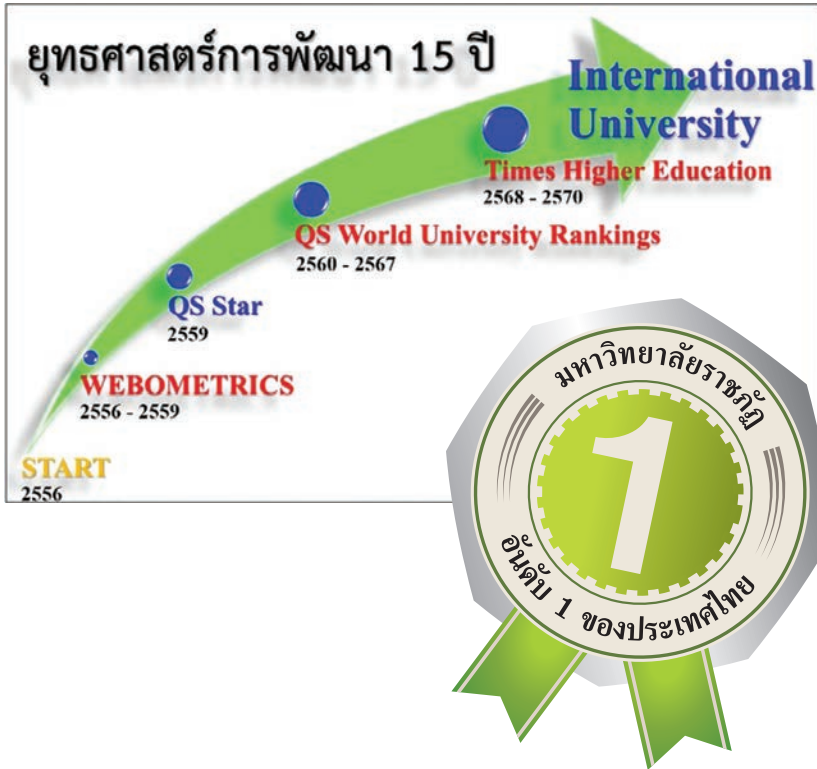 ยุทธศาสตร์การพัฒนา 15 ปี
International
University
Times Higher Education
2568 - 2570
QS World University Rankings
2560 - 2567
QS Star
2559
WEBOMETRICS
2556 - 2559
START
2556
มหาวิทยาลัยราชภัฏ
1
อันดับ 1 ของประเทศไทย